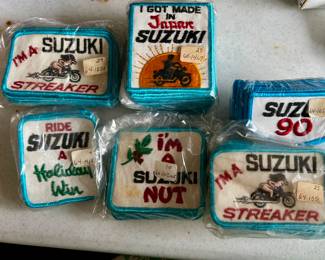 I'M A
SUZUKI
STREAKER
I GOT MADE
IN Japan
SUZUKI
SUZU
90
RIDE
SUZUKI
A
Holiday
Win
I'M
A
SUZUKI
NUT
I'M A
SUZUKI
STREAKER